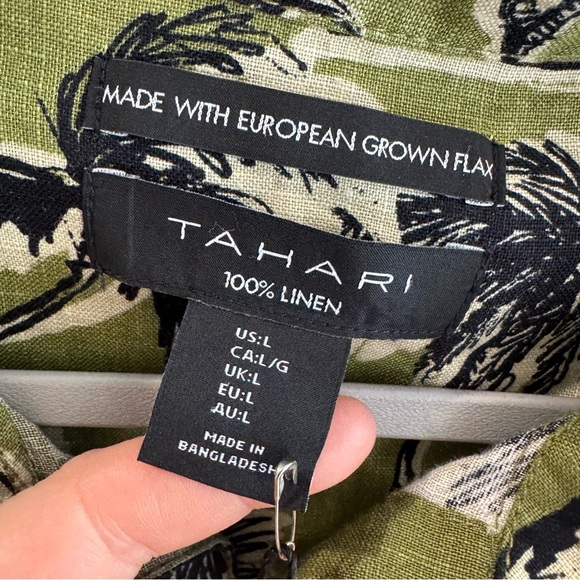 MADE WITH EUROPEAN GROWN FLAX
TAHARI
100% LINEN
US:L
CA:L/G
UK:L
EU:L
AU:L
MADE IN
BANGLADESH